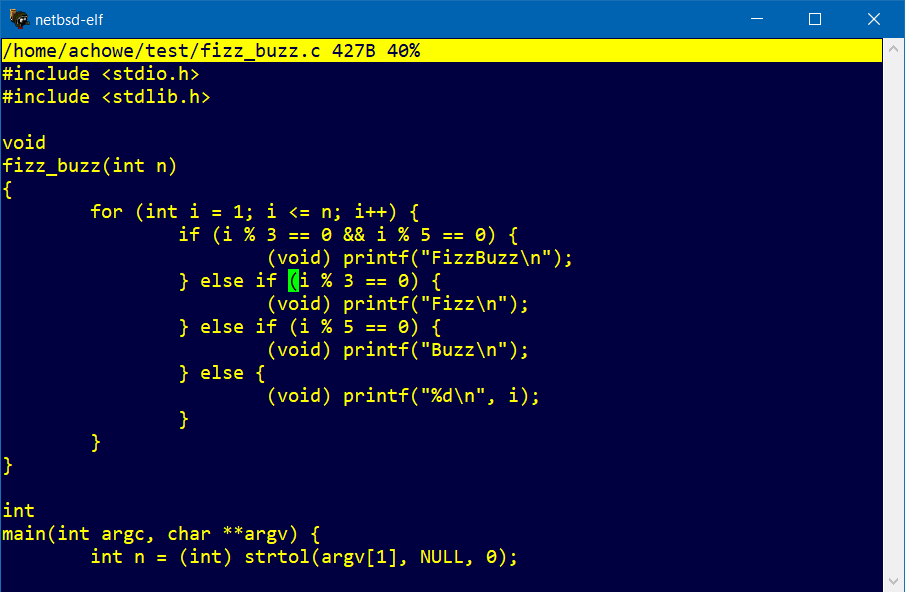 netbsd-elf
/home/achowe/test/fizz_buzz.c 427B 40%
#include <stdio.h>
#include <stdlib.h>

void
fizz_buzz(int n)
{
        for (int i = 1; i <= n; i++) {
                if (i % 3 == 0 && i % 5 == 0) {
                        (void) printf("FizzBuzz\n");
                } else if (i % 3 == 0) {
                        (void) printf("Fizz\n");
                } else if (i % 5 == 0) {
                        (void) printf("Buzz\n");
                } else {
                        (void) printf("%d\n", i);
                }
        }
}

int
main(int argc, char **argv) {
        int n = (int) strtol(argv[1], NULL, 0);